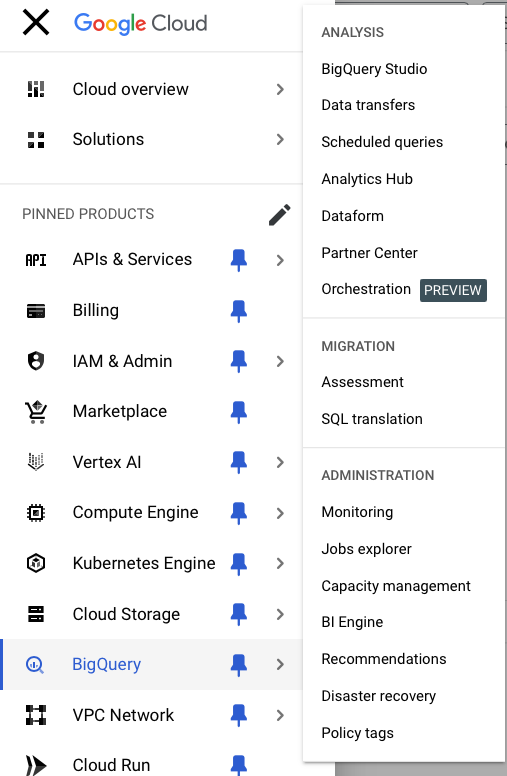 Google Cloud
Cloud overview
Solutions
PINNED PRODUCTS
API APIs & Services
Billing
IAM & Admin
Marketplace
Vertex AI
Compute Engine
Kubernetes Engine
Cloud Storage
BigQuery
VPC Network
Cloud Run
ANALYSIS
BigQuery Studio
Data transfers
Scheduled queries
Analytics Hub
Dataform
Partner Center
Orchestration PREVIEW
MIGRATION
Assessment
SQL translation
ADMINISTRATION
Monitoring
Jobs explorer
Capacity management
BI Engine
Recommendations
Disaster recovery
Policy tags